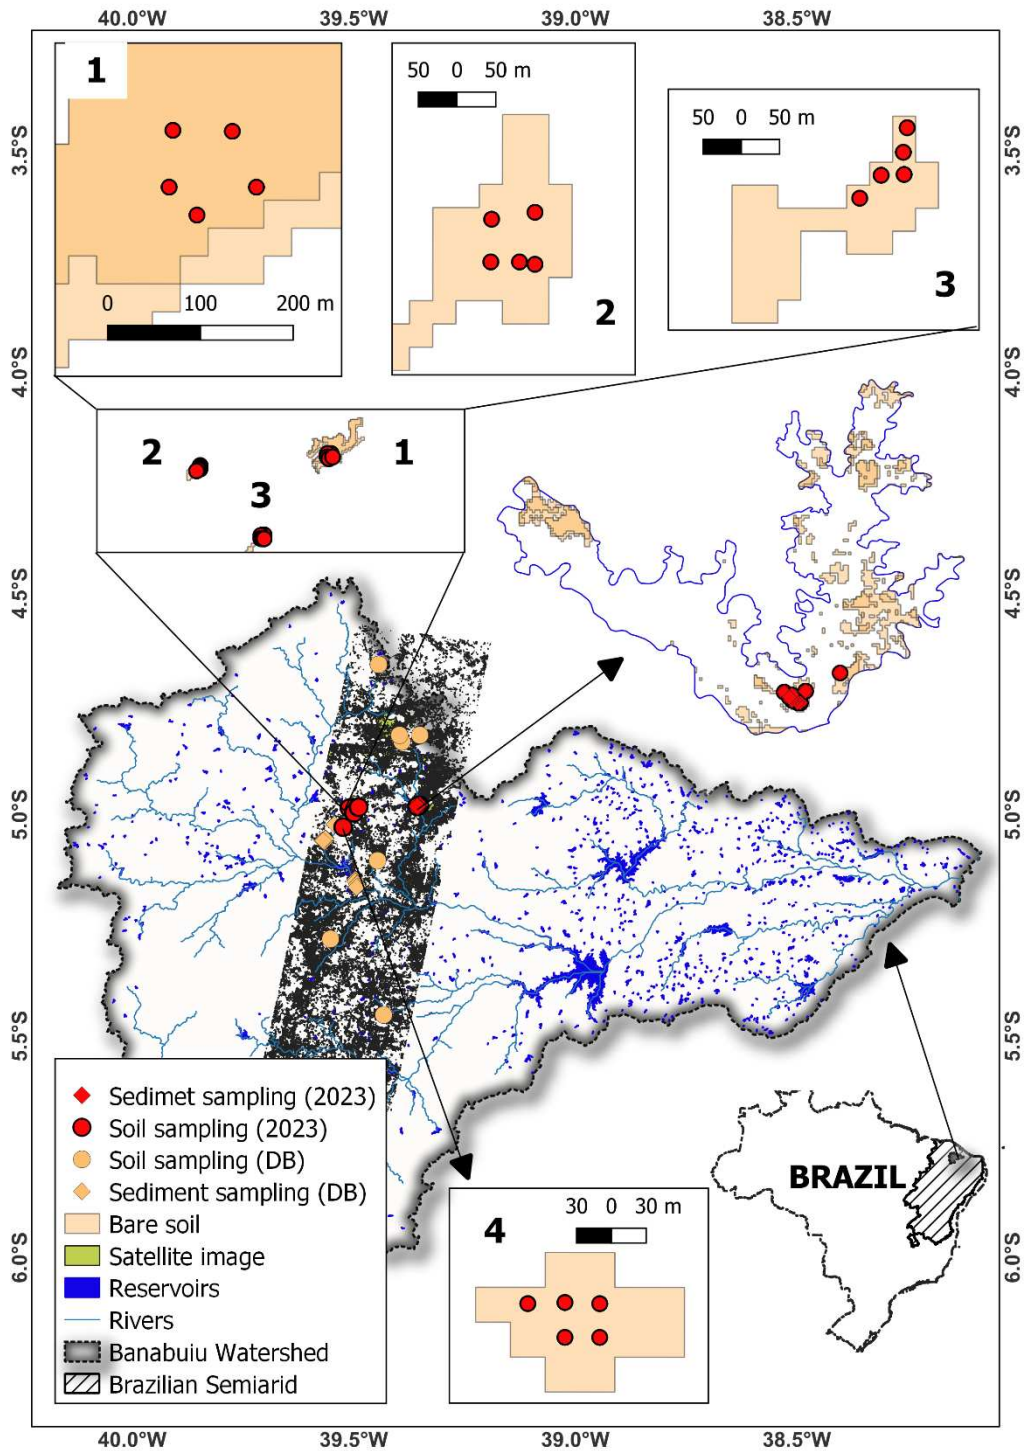 40.0°W 39.5°W 39.0°W 38.5°W
3.5°S
4.0°S
4.5°S
5.0°S
5.5°S
6.0°S
3.5°S
4.0°S
4.5°S
5.0°S
5.5°S
6.0°S
1
0 100 200 m
50 0 50 m
2
50 0 50 m
3
2
1
3
Sedimet sampling (2023)
Soil sampling (2023)
Soil sampling (DB)
Sediment sampling (DB)
Bare soil
Satellite image
Reservoirs
Rivers
Banabuiu Watershed
Brazilian Semiarid
4
30 0 30 m
BRAZIL
40.0°W 39.5°W 39.0°W 38.5°W